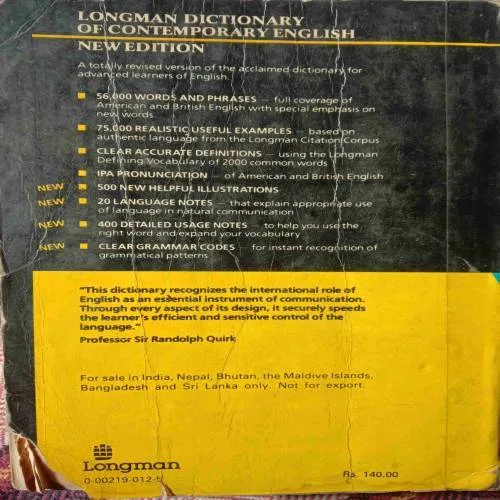 LONGMAN DICTIONARY
OF CONTEMPORARY ENGLISH
NEW EDITION
A totally revised version of the acclaimed dictionary for
advanced learners of English.
56,000 WORDS AND PHRASES — full coverage of
American and British English with special emphasis on
new words
75,000 REALISTIC USEFUL EXAMPLES — based on
authentic language from the Longman Citation Corpus
CLEAR ACCURATE DEFINITIONS — using the Longman
Defining Vocabulary of 2000 common words
IPA PRONUNCIATION — of American and British English
NEW 500 NEW HELPFUL ILLUSTRATIONS
NEW 20 LANGUAGE NOTES — that explain appropriate use
of language in natural communication
NEW 400 DETAILED USAGE NOTES — to help you use the
right word and expand your vocabulary
NEW CLEAR GRAMMAR CODES — for instant recognition of
grammatical patterns
"This dictionary recognizes the international role of
English as an essential instrument of communication.
Through every aspect of its design, it securely speeds
the learner's efficient and sensitive control of the
language."
Professor Sir Randolph Quirk
For sale in India, Nepal, Bhutan, the Maldive Islands,
Bangladesh and Sri Lanka only. Not for export.
Longman
0-00219-012-5
Rs. 140.00